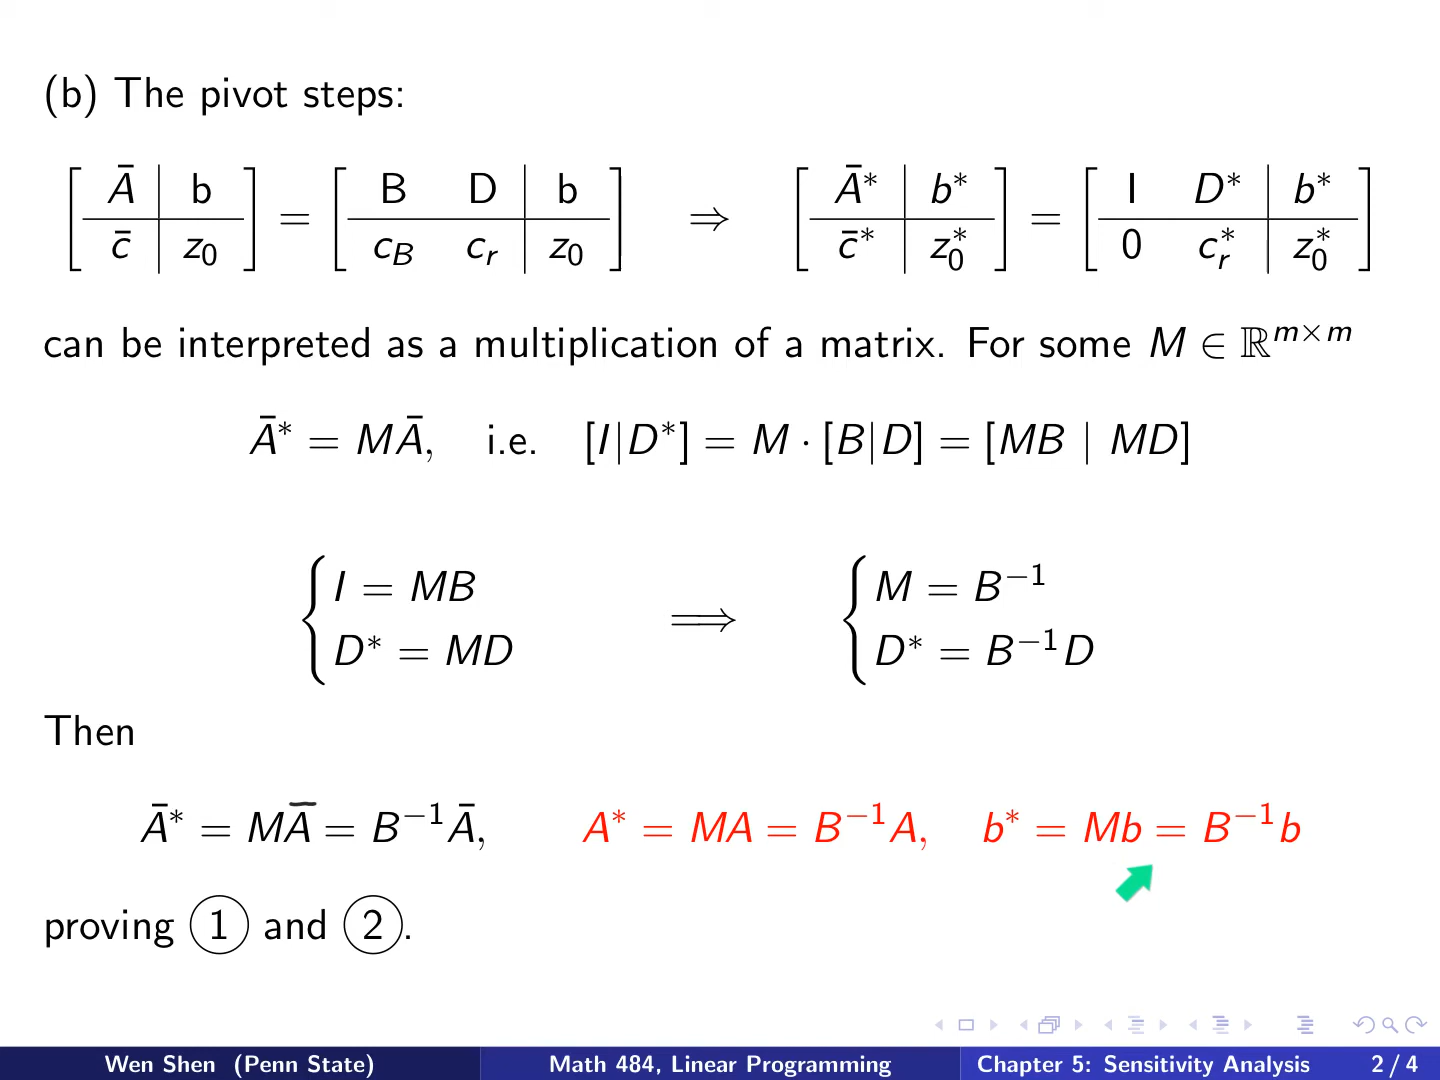 (b) The pivot steps:
[ Ā | b ; c̄ | z₀ ] = [ B D | b ; c_B c_r | z₀ ] ⇒ [ Ā* | b* ; c̄* | z₀* ] = [ I D* | b* ; 0 c_r* | z₀* ]
can be interpreted as a multiplication of a matrix. For some M ∈ ℝ^{m×m}
Ā* = MĀ, i.e. [I|D*] = M · [B|D] = [MB | MD]
{ I = MB ⟹ { M = B⁻¹
D* = MD D* = B⁻¹D
Then
Ā* = MĀ = B⁻¹Ā, A* = MA = B⁻¹A, b* = Mb = B⁻¹b
proving ① and ②.
Wen Shen (Penn State) Math 484, Linear Programming Chapter 5: Sensitivity Analysis 2 / 4